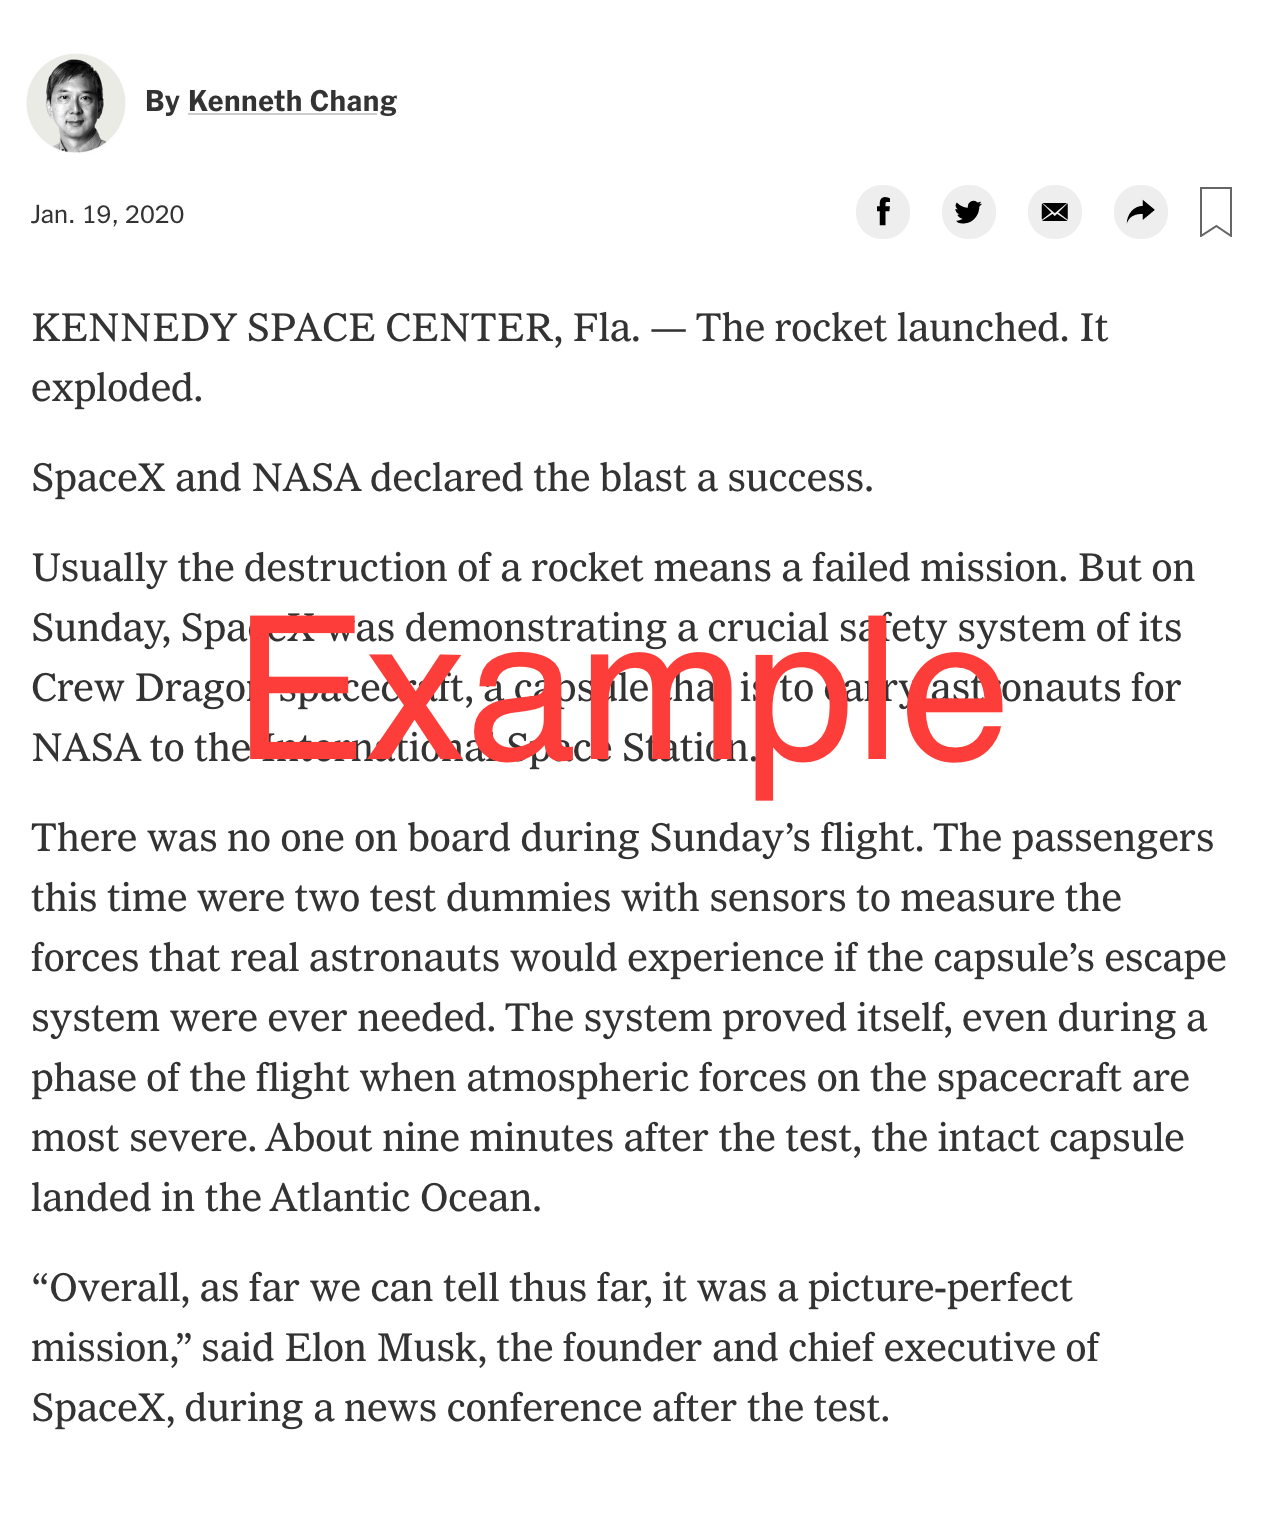 By Kenneth Chang
Jan. 19, 2020
KENNEDY SPACE CENTER, Fla. — The rocket launched. It
exploded.
SpaceX and NASA declared the blast a success.
Usually the destruction of a rocket means a failed mission. But on
Sunday, SpaceX was demonstrating a crucial safety system of its
Crew Dragon spacecraft, a capsule that is to carry astronauts for
NASA to the International Space Station.
Example
There was no one on board during Sunday’s flight. The passengers
this time were two test dummies with sensors to measure the
forces that real astronauts would experience if the capsule’s escape
system were ever needed. The system proved itself, even during a
phase of the flight when atmospheric forces on the spacecraft are
most severe. About nine minutes after the test, the intact capsule
landed in the Atlantic Ocean.
“Overall, as far we can tell thus far, it was a picture-perfect
mission,” said Elon Musk, the founder and chief executive of
SpaceX, during a news conference after the test.